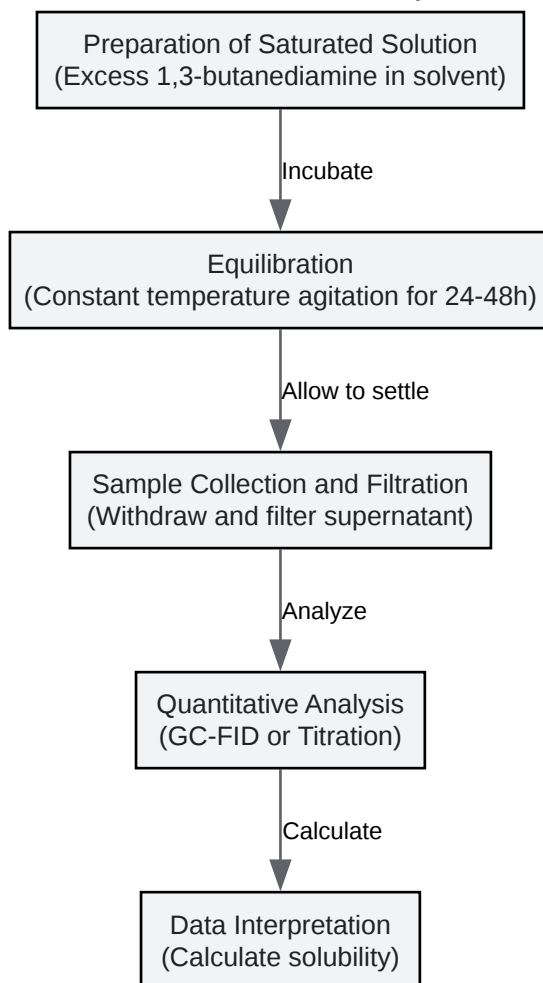 Preparation of Saturated Solution
(Excess 1,3-butanediamine in solvent)
Incubate
Equilibration
(Constant temperature agitation for 24-48h)
Allow to settle
Sample Collection and Filtration
(Withdraw and filter supernatant)
Analyze
Quantitative Analysis
(GC-FID or Titration)
Calculate
Data Interpretation
(Calculate solubility)